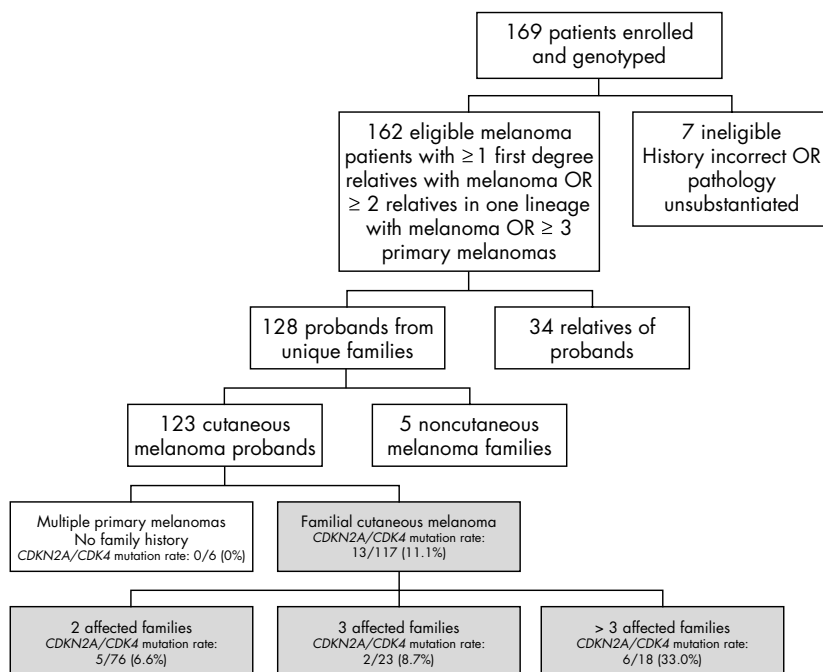 169 patients enrolled
and genotyped
162 eligible melanoma
patients with ≥ 1 first degree
relatives with melanoma OR
≥ 2 relatives in one lineage
with melanoma OR ≥ 3
primary melanomas
7 ineligible
History incorrect OR
pathology
unsubstantiated
128 probands from
unique families
34 relatives of
probands
123 cutaneous
melanoma probands
5 noncutaneous
melanoma families
Multiple primary melanomas
No family history
CDKN2A/CDK4 mutation rate: 0/6 (0%)
Familial cutaneous melanoma
CDKN2A/CDK4 mutation rate:
13/117 (11.1%)
2 affected families
CDKN2A/CDK4 mutation rate:
5/76 (6.6%)
3 affected families
CDKN2A/CDK4 mutation rate:
2/23 (8.7%)
> 3 affected families
CDKN2A/CDK4 mutation rate:
6/18 (33.0%)